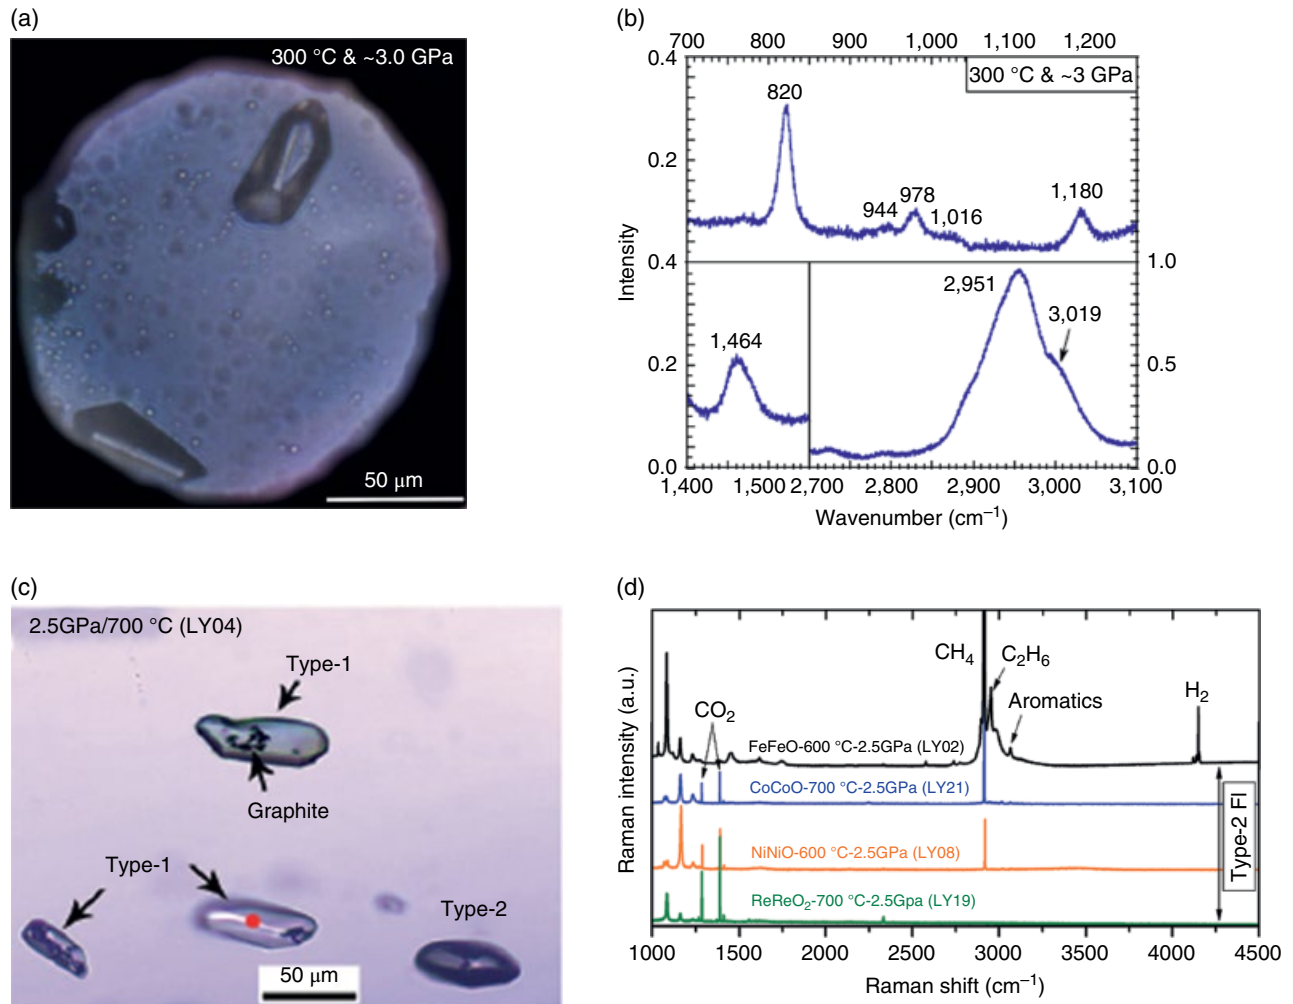 (a)
300 °C & ~3.0 GPa
50 μm
(b)
700 800 900 1,000 1,100 1,200
0.4
300 °C & ~3 GPa
820
0.2
944
978
1,016
1,180
Intensity
0.4
1.0
2,951
3,019
1,464
0.2
0.5
0.0
0.0
1,400 1,500 2,700 2,800 2,900 3,000 3,100
Wavenumber (cm⁻¹)
(c)
2.5GPa/700 °C (LY04)
Type-1
Graphite
Type-1
Type-2
50 μm
(d)
CH₄
C₂H₆
Aromatics
H₂
CO₂
FeFeO-600 °C-2.5GPa (LY02)
CoCoO-700 °C-2.5GPa (LY21)
NiNiO-600 °C-2.5GPa (LY08)
ReReO₂-700 °C-2.5Gpa (LY19)
Type-2 FI
Raman intensity (a.u.)
1000 1500 2000 2500 3000 3500 4000 4500
Raman shift (cm⁻¹)